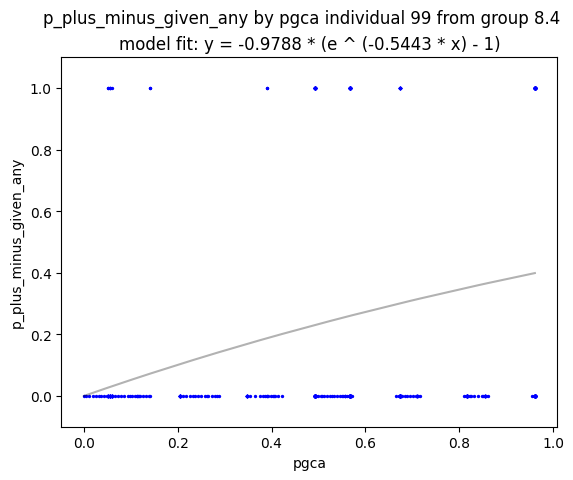 p_plus_minus_given_any by pgca individual 99 from group 8.4
model fit: y = -0.9788 * (e ^ (-0.5443 * x) - 1)
1.0
0.8
0.6
0.4
0.2
0.0
p_plus_minus_given_any
0.0 0.2 0.4 0.6 0.8 1.0
pgca